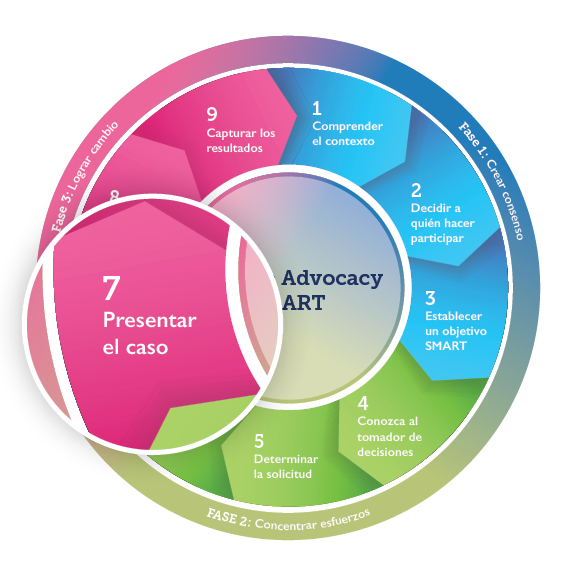 Fase 1: Crear consenso
1
Comprender
el contexto
2
Decidir a
quién hacer
participar
3
Establecer
un objetivo
SMART
FASE 2: Concentrar esfuerzos
4
Conozca al
tomador de
decisiones
5
Determinar
la solicitud
Fase 3: Lograr cambio
7
Presentar
el caso
8
9
Capturar los
resultados
Advocacy
ART